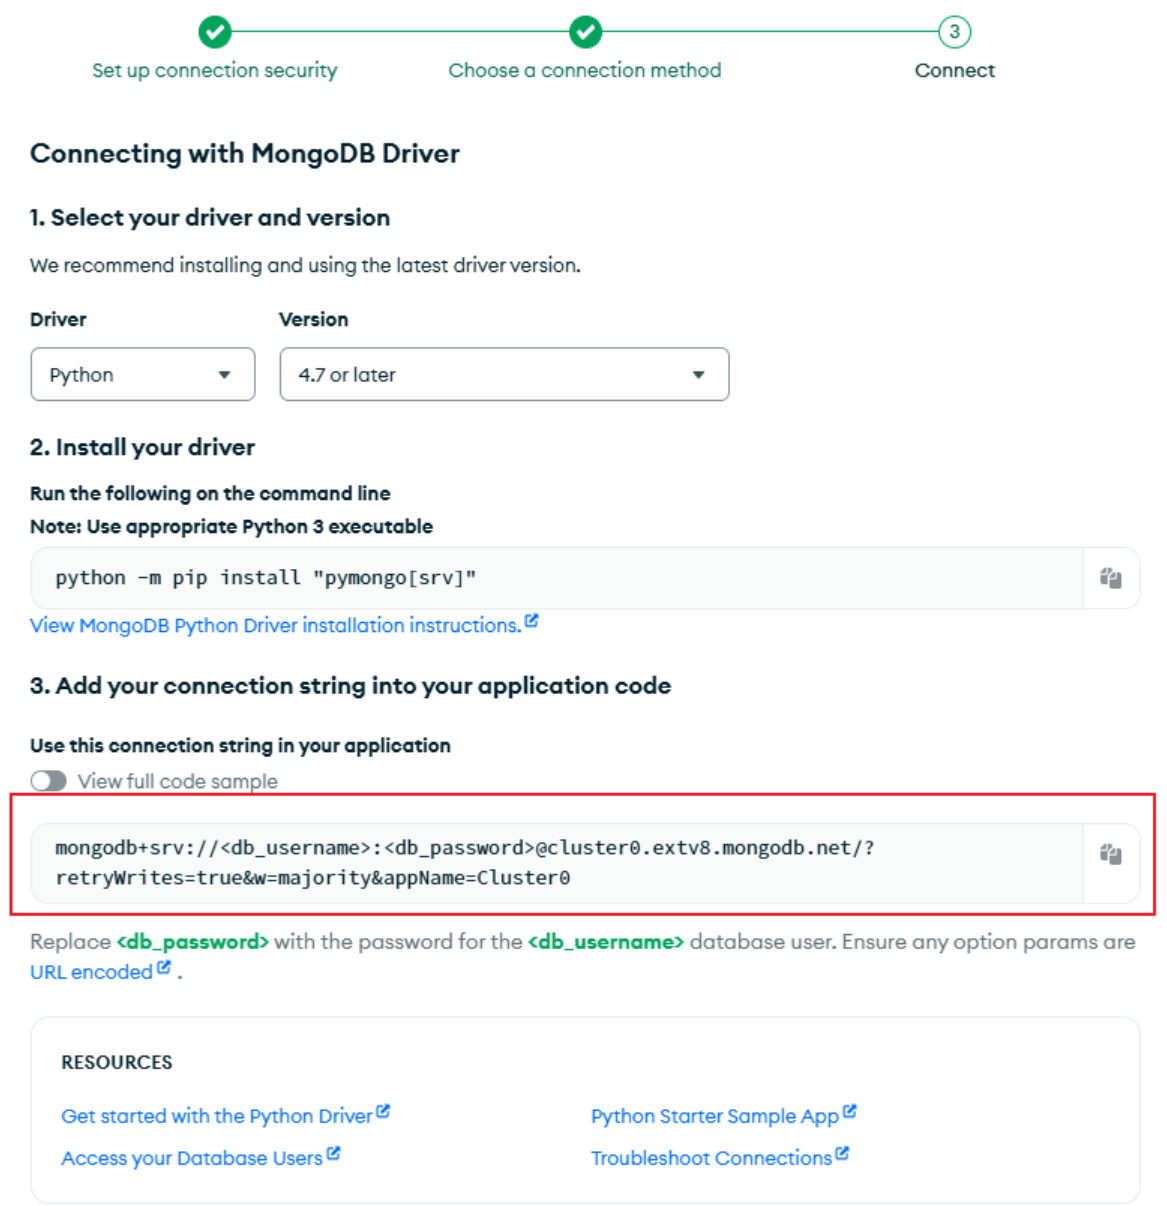 3
Set up connection security
Choose a connection method
Connect
Connecting with MongoDB Driver
1. Select your driver and version
We recommend installing and using the latest driver version.
Driver
Version
Python
4.7 or later
2. Install your driver
Run the following on the command line
Note: Use appropriate Python 3 executable
python -m pip install "pymongo[srv]"
View MongoDB Python Driver installation instructions.
3. Add your connection string into your application code
Use this connection string in your application
View full code sample
mongodb+srv://<db_username>:<db_password>@cluster0.extv8.mongodb.net/?
retryWrites=true&w=majority&appName=Cluster0
Replace <db_password> with the password for the <db_username> database user. Ensure any option params are
URL encoded .
RESOURCES
Get started with the Python Driver
Python Starter Sample App
Access your Database Users
Troubleshoot Connections